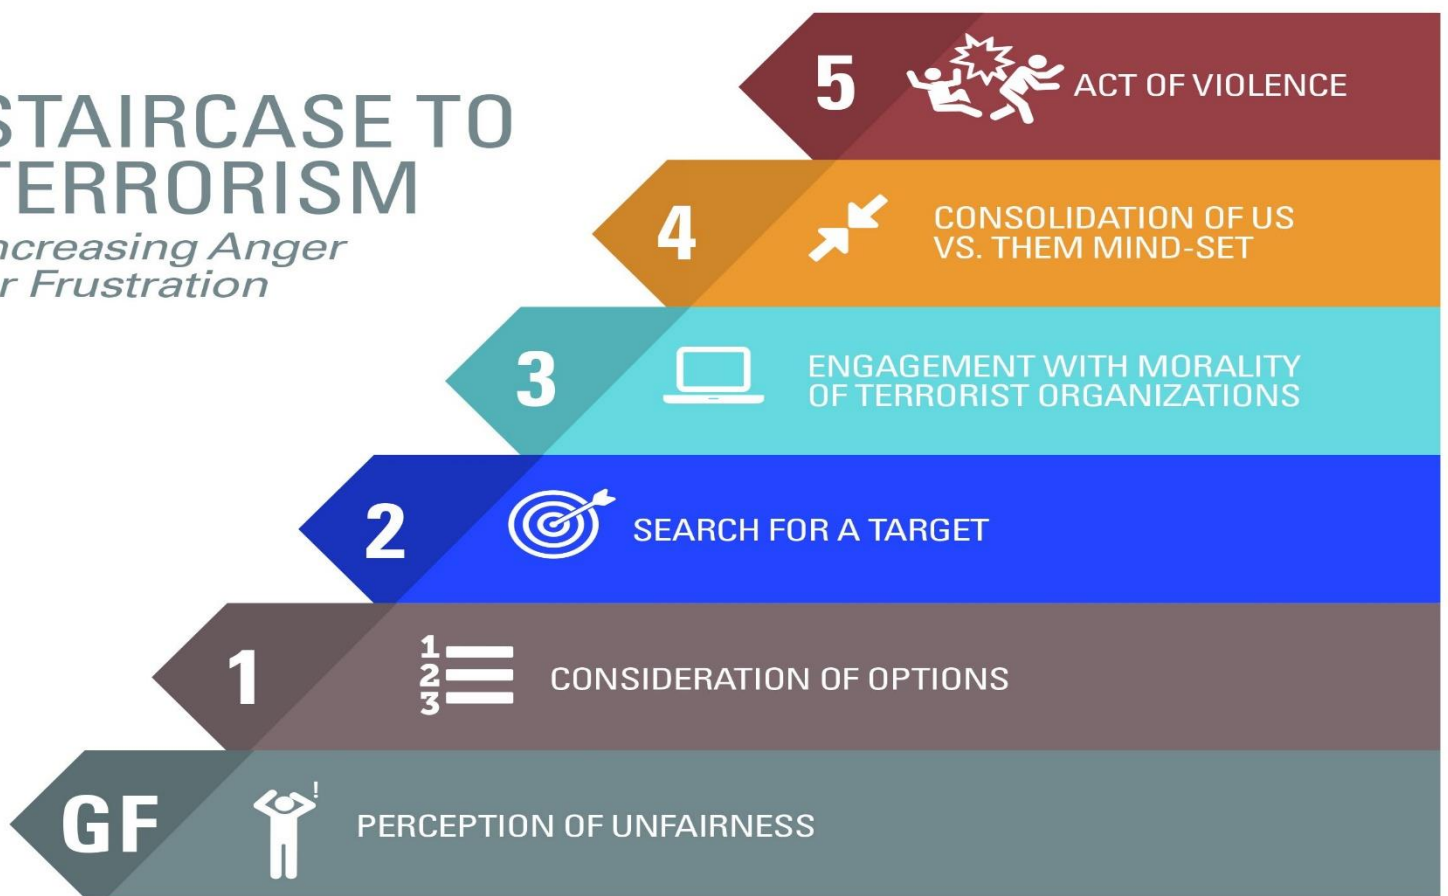 STAIRCASE TO
TERRORISM
ncreasing Anger
r Frustration
5 ACT OF VIOLENCE
4 CONSOLIDATION OF US
VS. THEM MIND-SET
3 ENGAGEMENT WITH MORALITY
OF TERRORIST ORGANIZATIONS
2 SEARCH FOR A TARGET
1 1
2
3 CONSIDERATION OF OPTIONS
GF ! PERCEPTION OF UNFAIRNESS